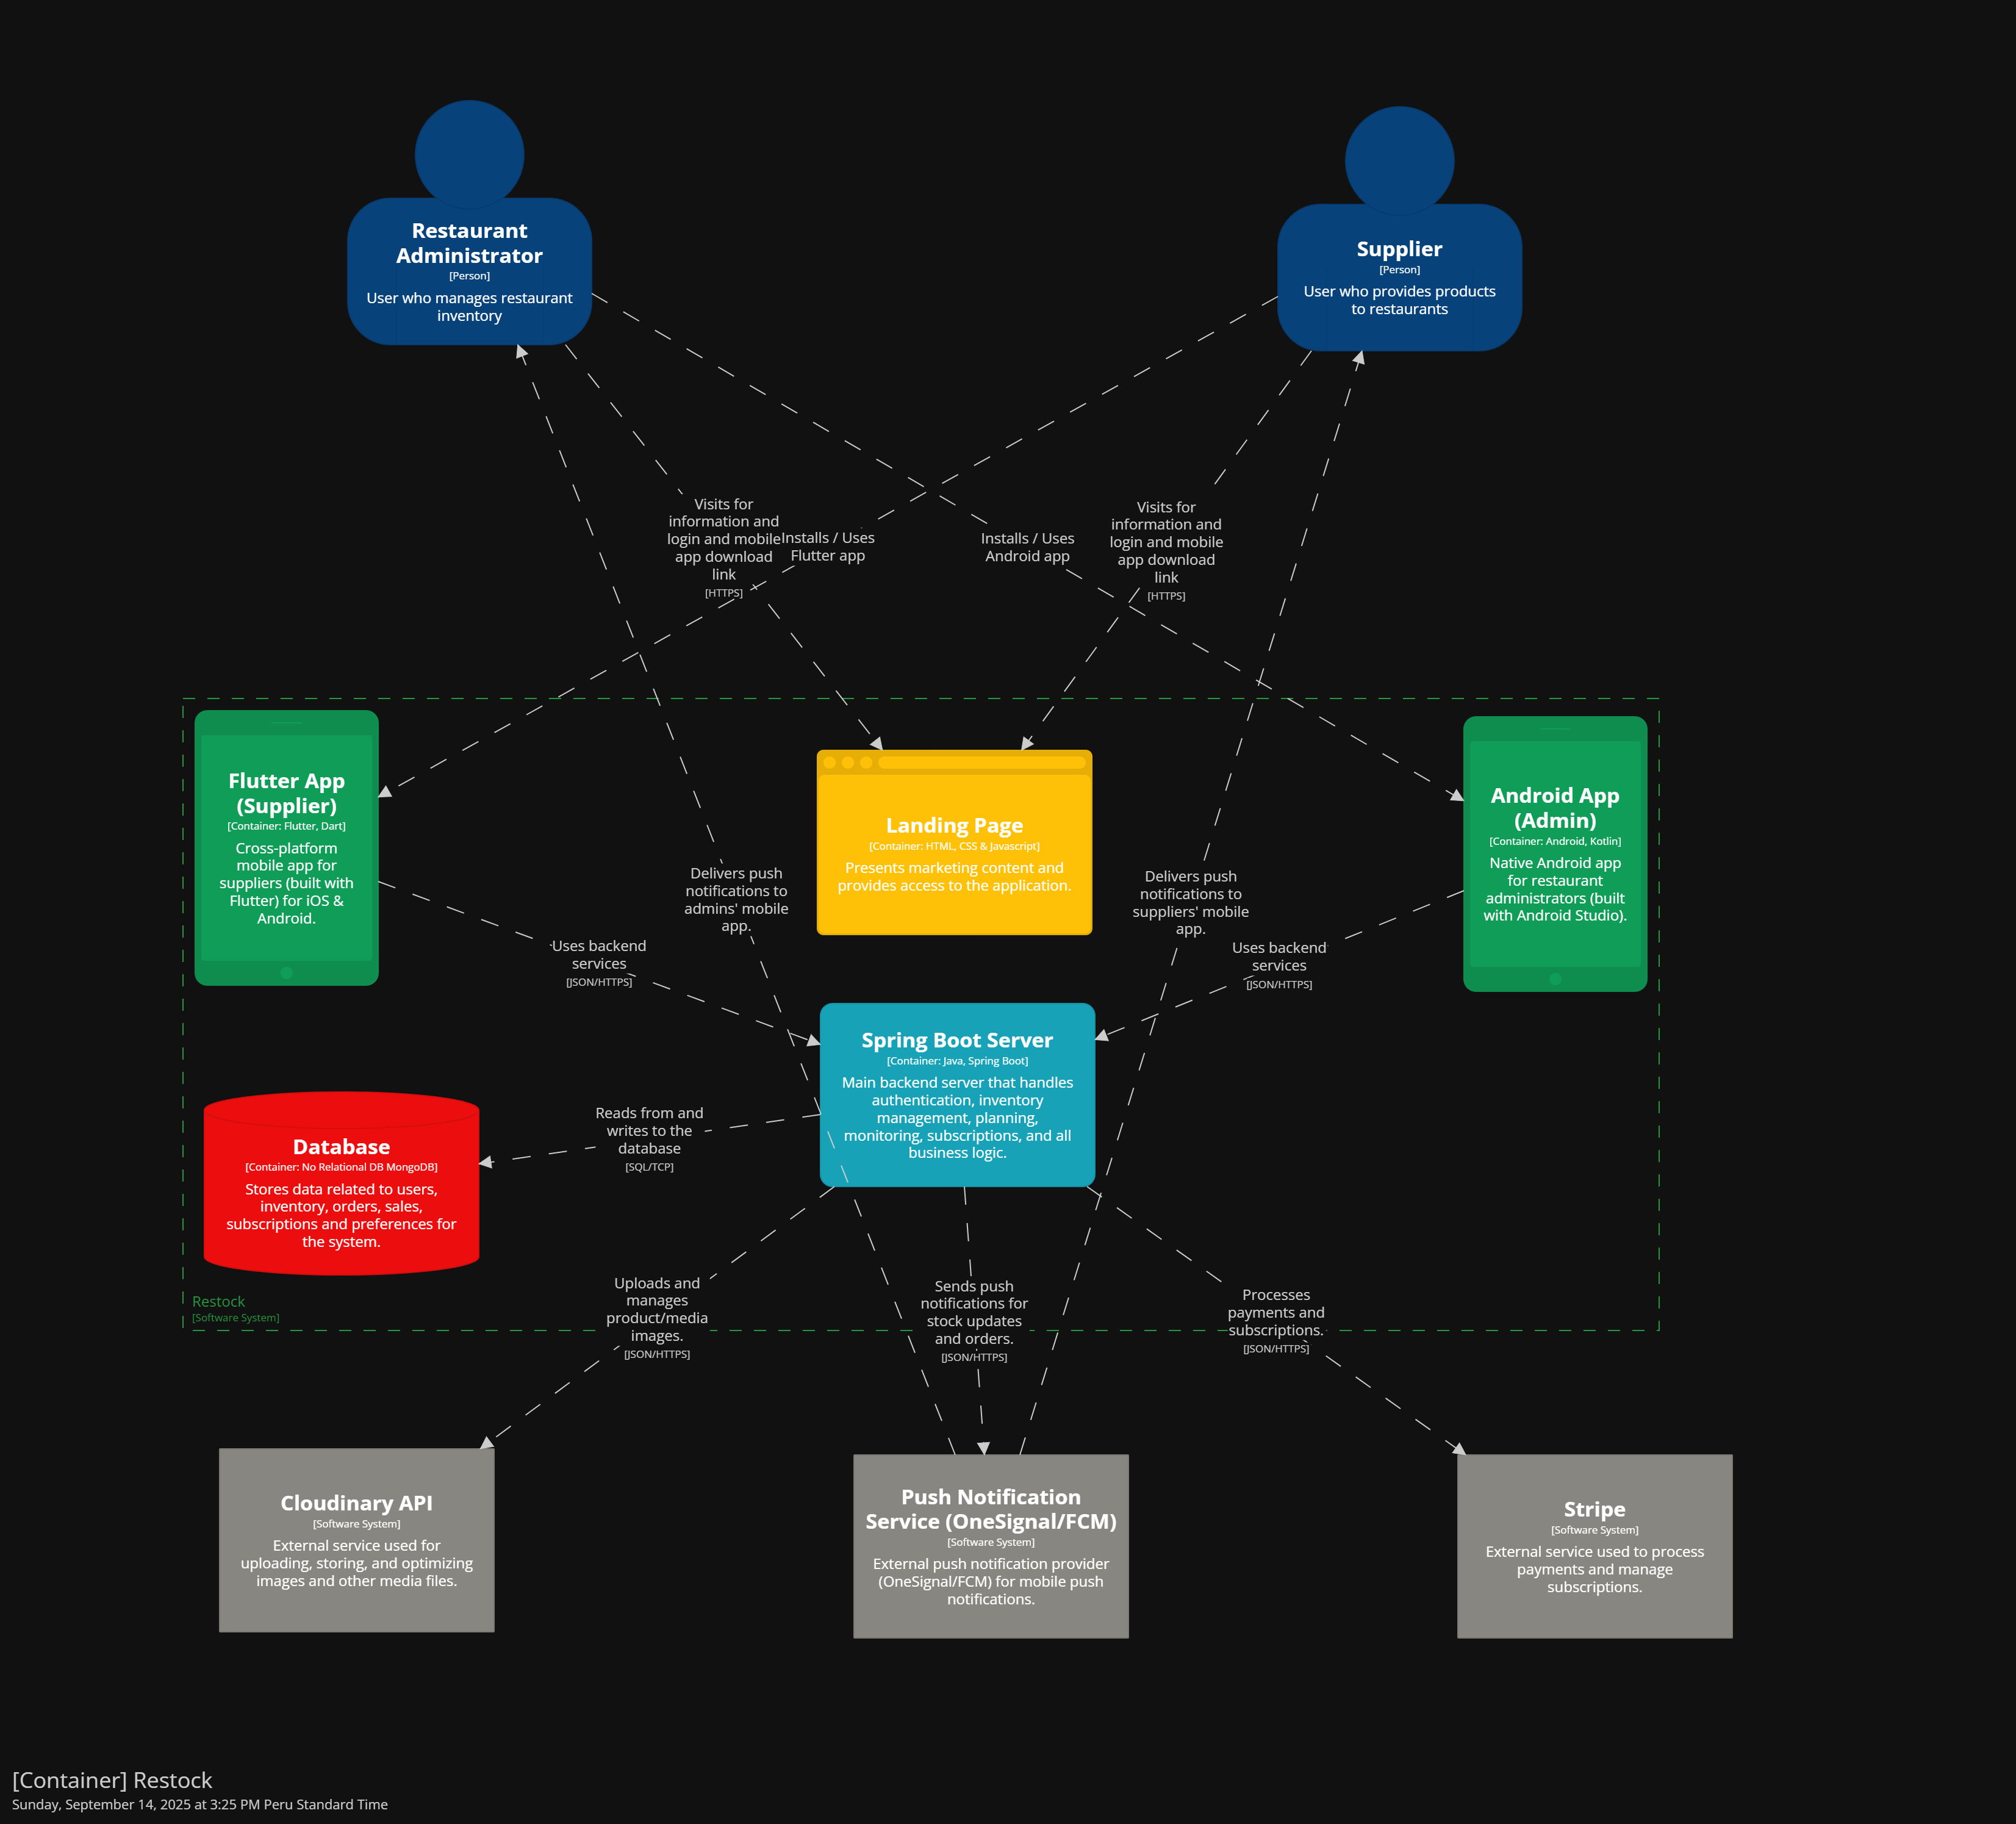 Restaurant
Administrator
[Person]
User who manages restaurant
inventory
Supplier
[Person]
User who provides products
to restaurants
Visits for
information and
login and mobile
app download
link
[HTTPS]
Installs / Uses
Flutter app
Installs / Uses
Android app
Visits for
information and
login and mobile
app download
link
[HTTPS]
Flutter App
(Supplier)
[Container: Flutter, Dart]
Cross-platform
mobile app for
suppliers (built with
Flutter) for iOS &
Android.
Landing Page
[Container: HTML, CSS & Javascript]
Presents marketing content and
provides access to the application.
Android App
(Admin)
[Container: Android, Kotlin]
Native Android app
for restaurant
administrators (built
with Android Studio).
Delivers push
notifications to
admins' mobile
app.
Delivers push
notifications to
suppliers' mobile
app.
Uses backend
services
[JSON/HTTPS]
Uses backend
services
[JSON/HTTPS]
Spring Boot Server
[Container: Java, Spring Boot]
Main backend server that handles
authentication, inventory
management, planning,
monitoring, subscriptions, and all
business logic.
Reads from and
writes to the
database
[SQL/TCP]
Database
[Container: No Relational DB MongoDB]
Stores data related to users,
inventory, orders, sales,
subscriptions and preferences for
the system.
Restock
[Software System]
Uploads and
manages
product/media
images.
[JSON/HTTPS]
Sends push
notifications for
stock updates
and orders.
[JSON/HTTPS]
Processes
payments and
subscriptions.
[JSON/HTTPS]
Cloudinary API
[Software System]
External service used for
uploading, storing, and optimizing
images and other media files.
Push Notification
Service (OneSignal/FCM)
[Software System]
External push notification provider
(OneSignal/FCM) for mobile push
notifications.
Stripe
[Software System]
External service used to process
payments and manage
subscriptions.
[Container] Restock
Sunday, September 14, 2025 at 3:25 PM Peru Standard Time